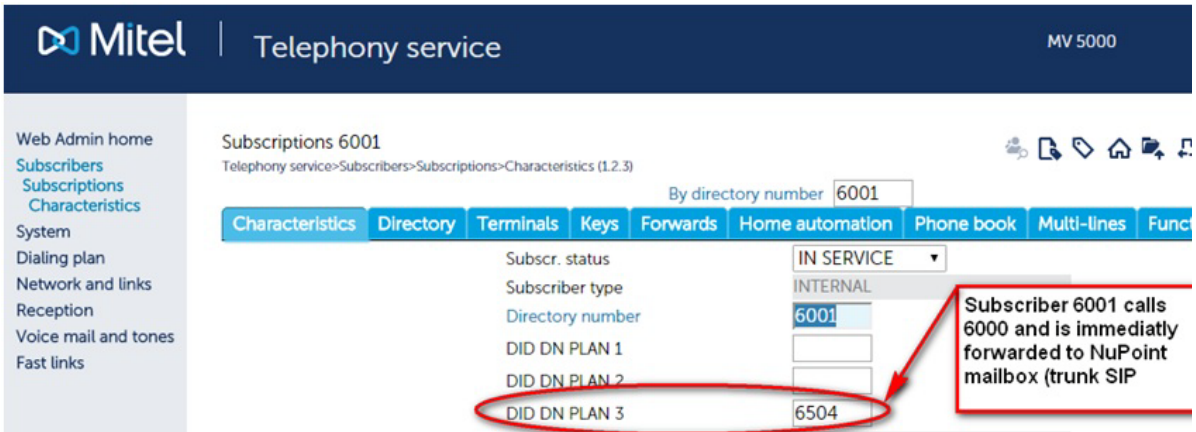 Mitel
Telephony service
MV 5000
Web Admin home
Subscribers
Subscriptions
Characteristics
System
Dialing plan
Network and links
Reception
Voice mail and tones
Fast links
Subscriptions 6001
Telephony service>Subscribers>Subscriptions>Characteristics (1.2.3)
By directory number 6001
Characteristics Directory Terminals Keys Forwards Home automation Phone book Multi-lines Funct
Subscr. status IN SERVICE
Subscriber type INTERNAL
Directory number 6001
DID DN PLAN 1
DID DN PLAN 2
DID DN PLAN 3 6504
Subscriber 6001 calls
6000 and is immediatly
forwarded to NuPoint
mailbox (trunk SIP